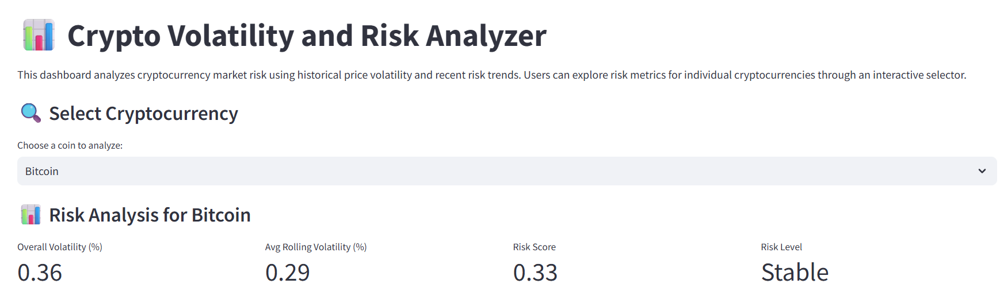 Crypto Volatility and Risk Analyzer
This dashboard analyzes cryptocurrency market risk using historical price volatility and recent risk trends. Users can explore risk metrics for individual cryptocurrencies through an interactive selector.
Select Cryptocurrency
Choose a coin to analyze:
Bitcoin
Risk Analysis for Bitcoin
Overall Volatility (%)
0.36
Avg Rolling Volatility (%)
0.29
Risk Score
0.33
Risk Level
Stable